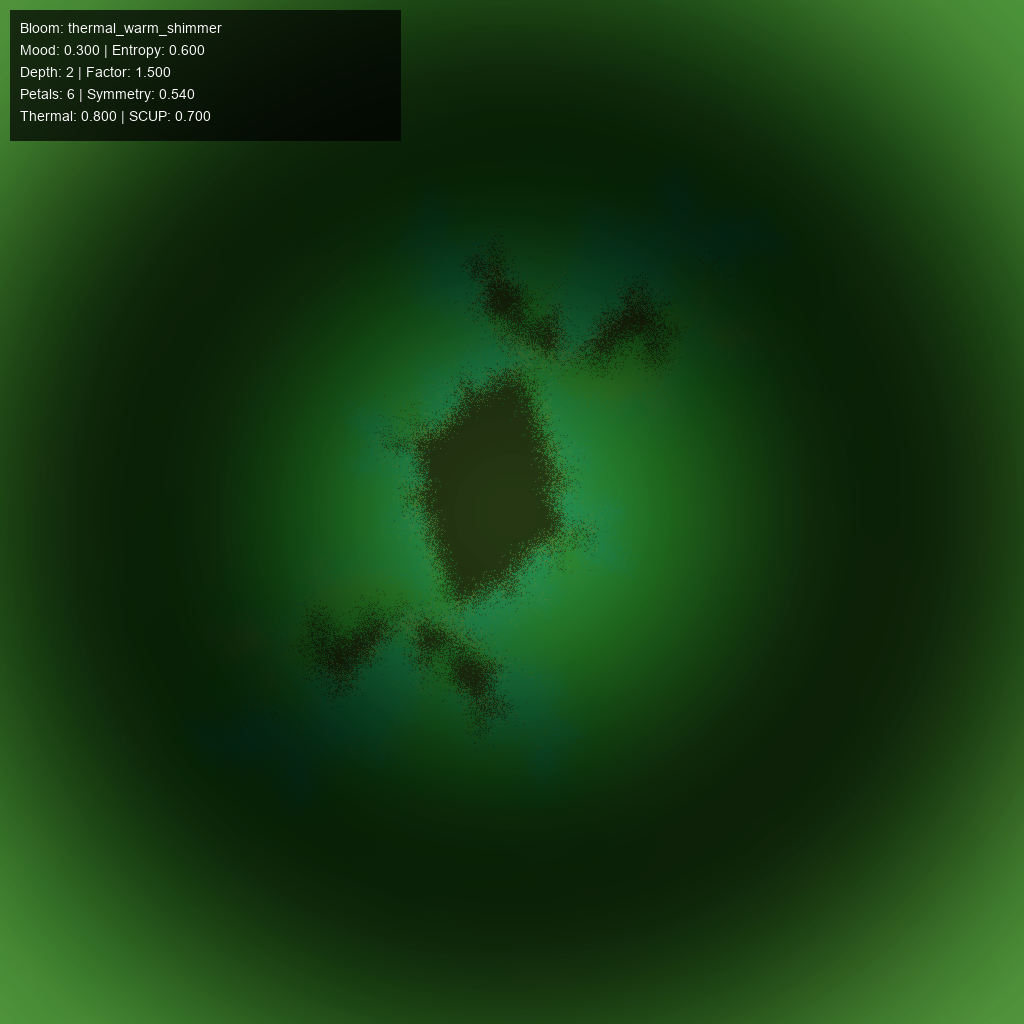 Bloom: thermal_warm_shimmer
Mood: 0.300 | Entropy: 0.600
Depth: 2 | Factor: 1.500
Petals: 6 | Symmetry: 0.540
Thermal: 0.800 | SCUP: 0.700